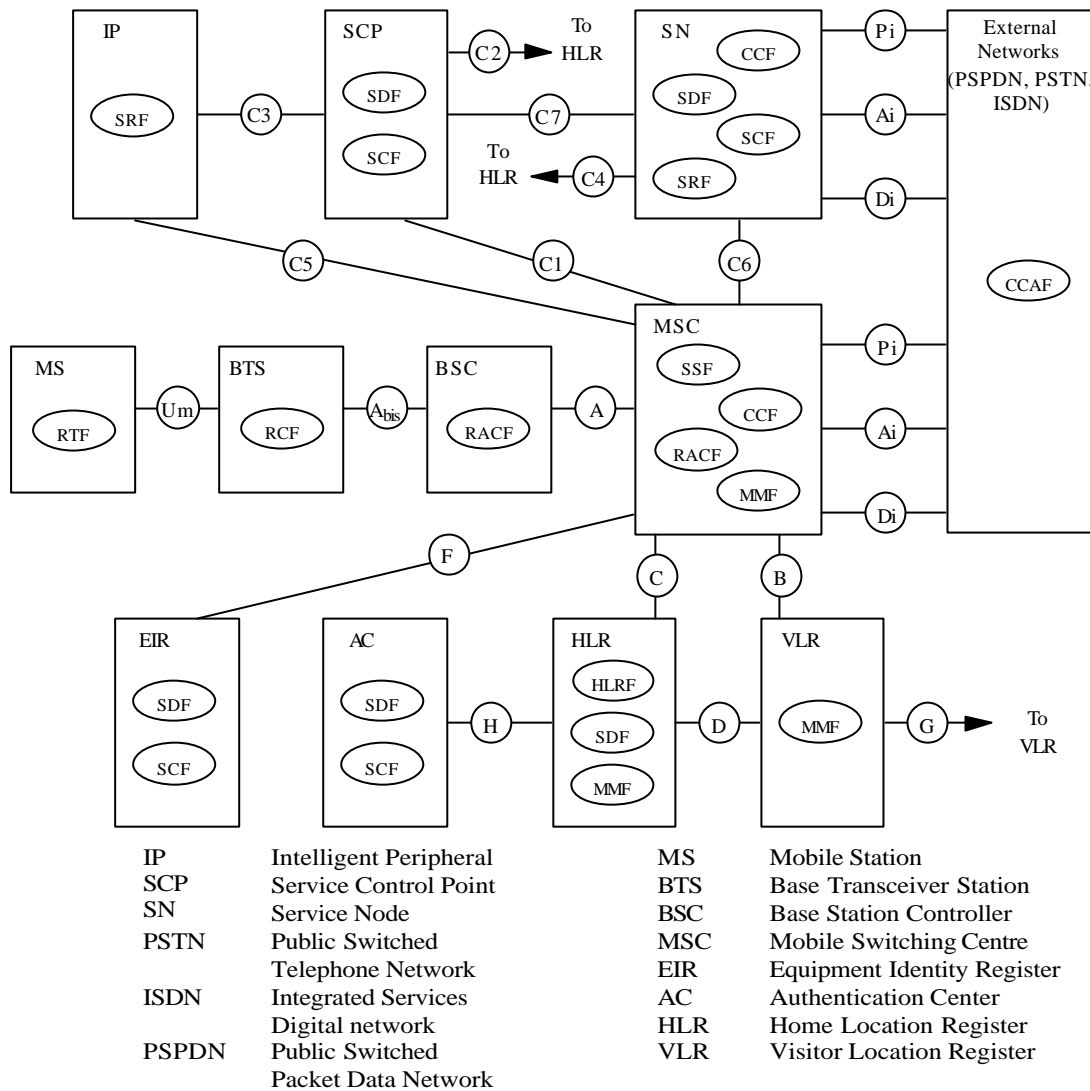 IP
SRF
C3
SCP
SDF
SCF
C2
To
HLR
C7
To
HLR
C4
SN
CCF
SDF
SCF
SRF
Pi
Ai
Di
External
Networks
(PSPDN, PSTN,
ISDN)
CCAF
C5
C1
C6
MS
RTF
Um
BTS
RCF
Abis
BSC
RACF
A
MSC
SSF
CCF
RACF
MMF
Pi
Ai
Di
F
C
B
EIR
SDF
SCF
AC
SDF
SCF
H
HLR
HLRF
SDF
MMF
D
VLR
MMF
G
To
VLR
IP Intelligent Peripheral
SCP Service Control Point
SN Service Node
PSTN Public Switched
Telephone Network
ISDN Integrated Services
Digital network
PSPDN Public Switched
Packet Data Network
MS Mobile Station
BTS Base Transceiver Station
BSC Base Station Controller
MSC Mobile Switching Centre
EIR Equipment Identity Register
AC Authentication Center
HLR Home Location Register
VLR Visitor Location Register